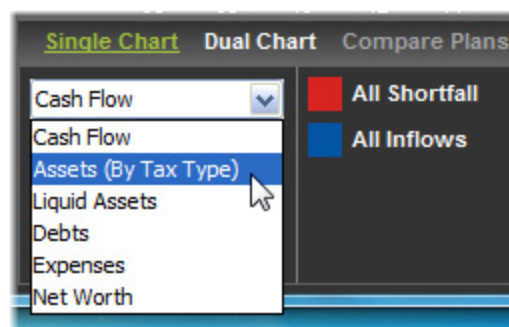 Single Chart Dual Chart Compare Plans
Cash Flow
All Shortfall
Cash Flow
All Inflows
Assets (By Tax Type)
Liquid Assets
Debts
Expenses
Net Worth